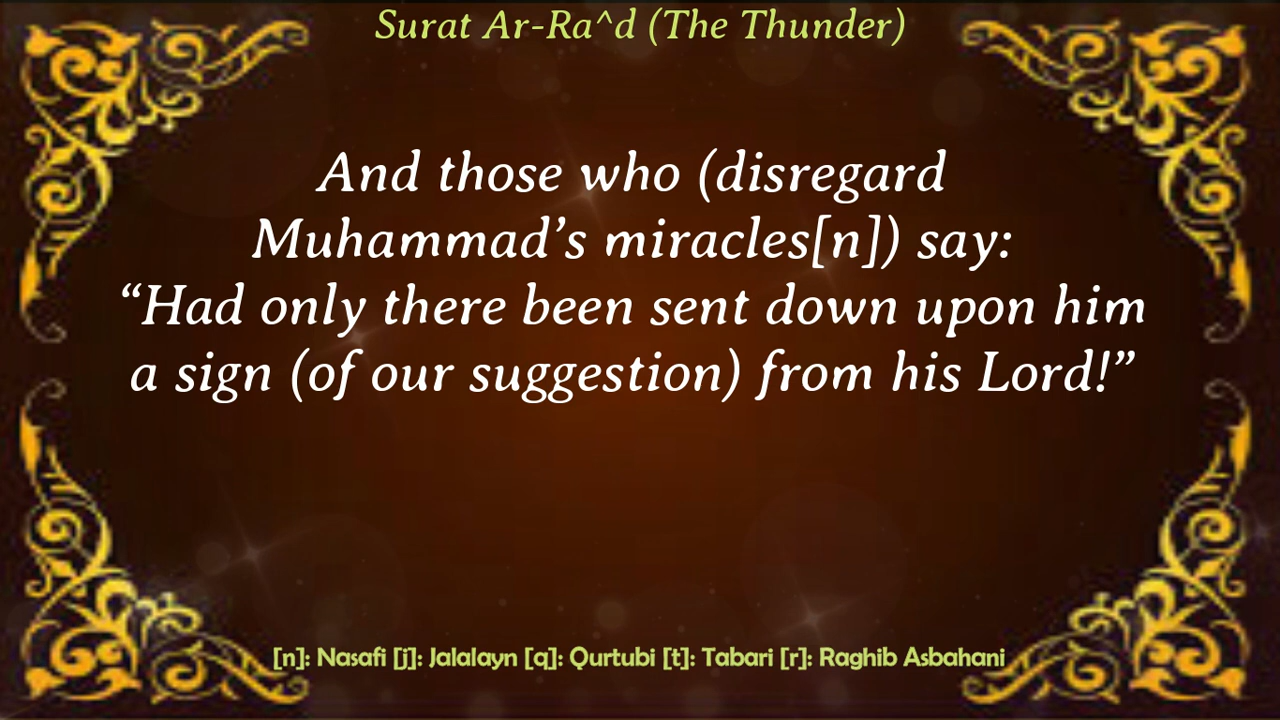 Surat Ar-Ra^d (The Thunder)
And those who (disregard
Muhammad’s miracles[n]) say:
“Had only there been sent down upon him
a sign (of our suggestion) from his Lord!”
[n]: Nasafi [j]: Jalalayn [q]: Qurtubi [t]: Tabari [r]: Raghib Asbahani